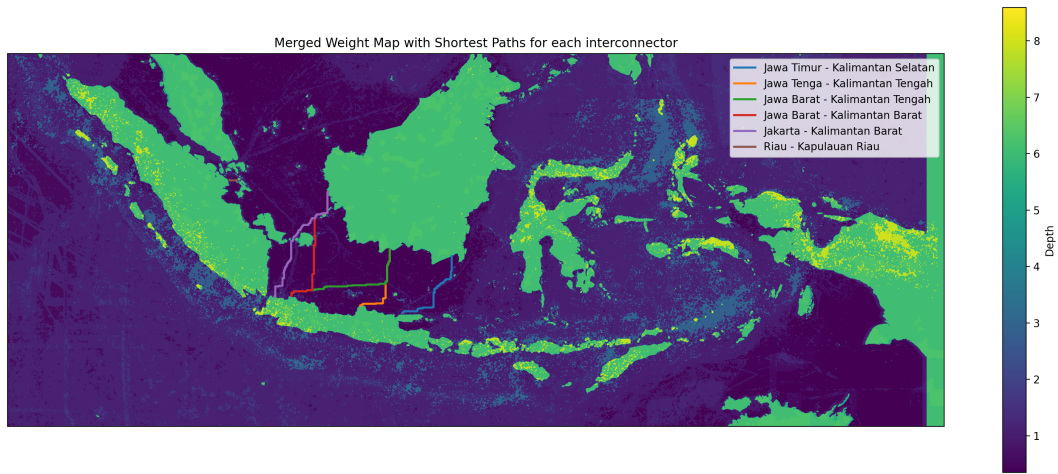 Merged Weight Map with Shortest Paths for each interconnector
Jawa Timur - Kalimantan Selatan
Jawa Tenga - Kalimantan Tengah
Jawa Barat - Kalimantan Tengah
Jawa Barat - Kalimantan Barat
Jakarta - Kalimantan Barat
Riau - Kapulauan Riau
8
7
6
5
4
3
2
1
Depth